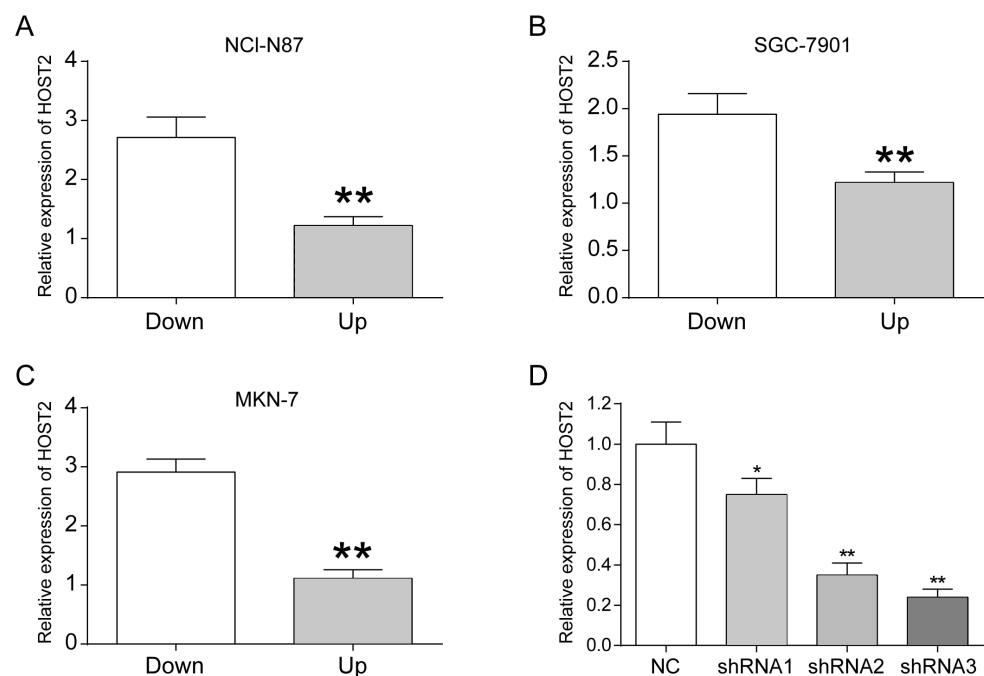 A
NCI-N87
Relative expression of HOST2
4
3
2
1
0
**
Down
Up
B
SGC-7901
Relative expression of HOST2
2.5
2.0
1.5
1.0
0.5
0.0
**
Down
Up
C
MKN-7
Relative expression of HOST2
4
3
2
1
0
**
Down
Up
D
Relative expression of HOST2
1.2
1.0
0.8
0.6
0.4
0.2
0.0
*
**
**
NC
shRNA1
shRNA2
shRNA3